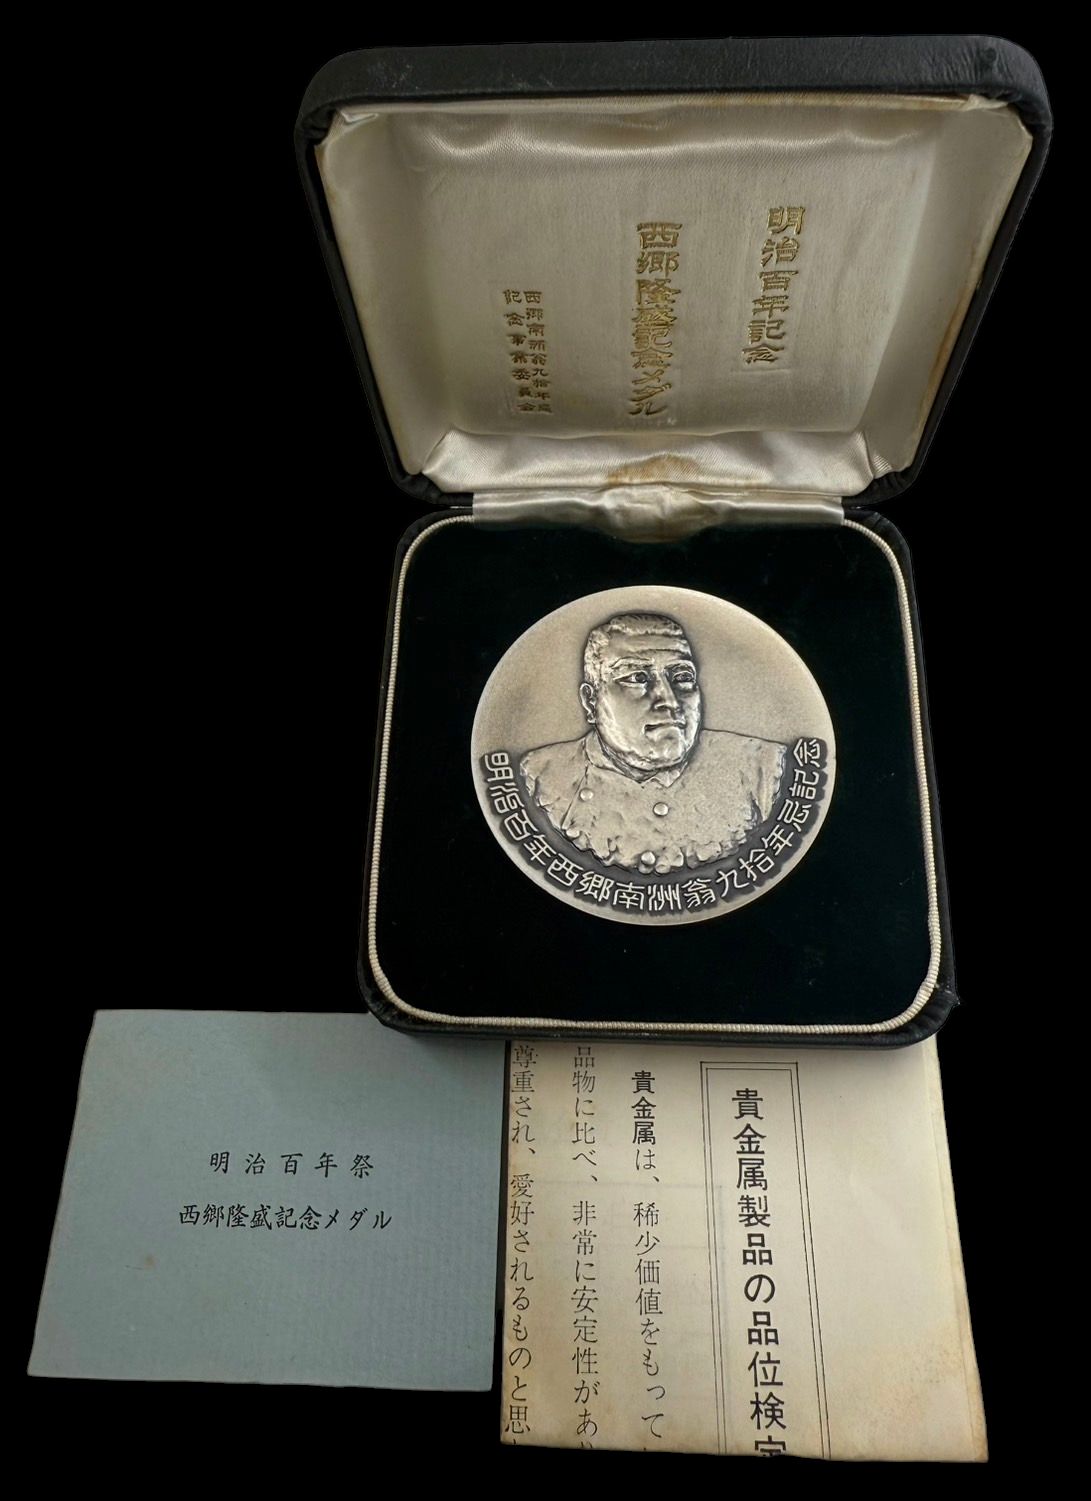 明治百年記念
西郷隆盛記念メダル
西郷南洲翁九拾年忌
記念事業委員会
明治百年西郷南洲翁九拾年忌記念
明治百年祭
西郷隆盛記念メダル
貴金属製品の品位検定
貴金属は、稀少価値をもって
品物に比べ、非常に安定性があ
尊重され、愛好されるものと思